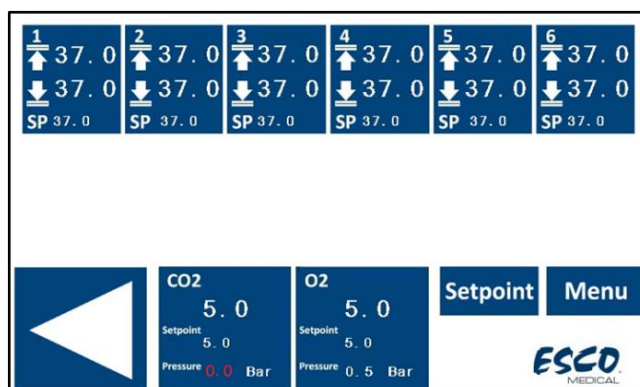 1 2 3 4 5 6
37.0 37.0 37.0 37.0 37.0 37.0
37.0 37.0 37.0 37.0 37.0 37.0
SP 37.0 SP 37.0 SP 37.0 SP 37.0 SP 37.0 SP 37.0
CO2
5.0
Setpoint
5.0
Pressure 0.0 Bar
O2
5.0
Setpoint
5.0
Pressure 0.5 Bar
Setpoint
Menu
ESCO
MEDICAL